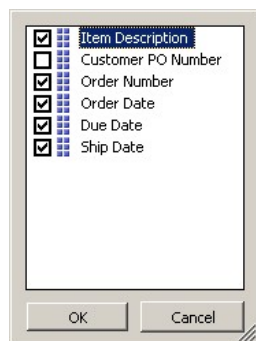 Item Description
Customer PO Number
Order Number
Order Date
Due Date
Ship Date
OK Cancel